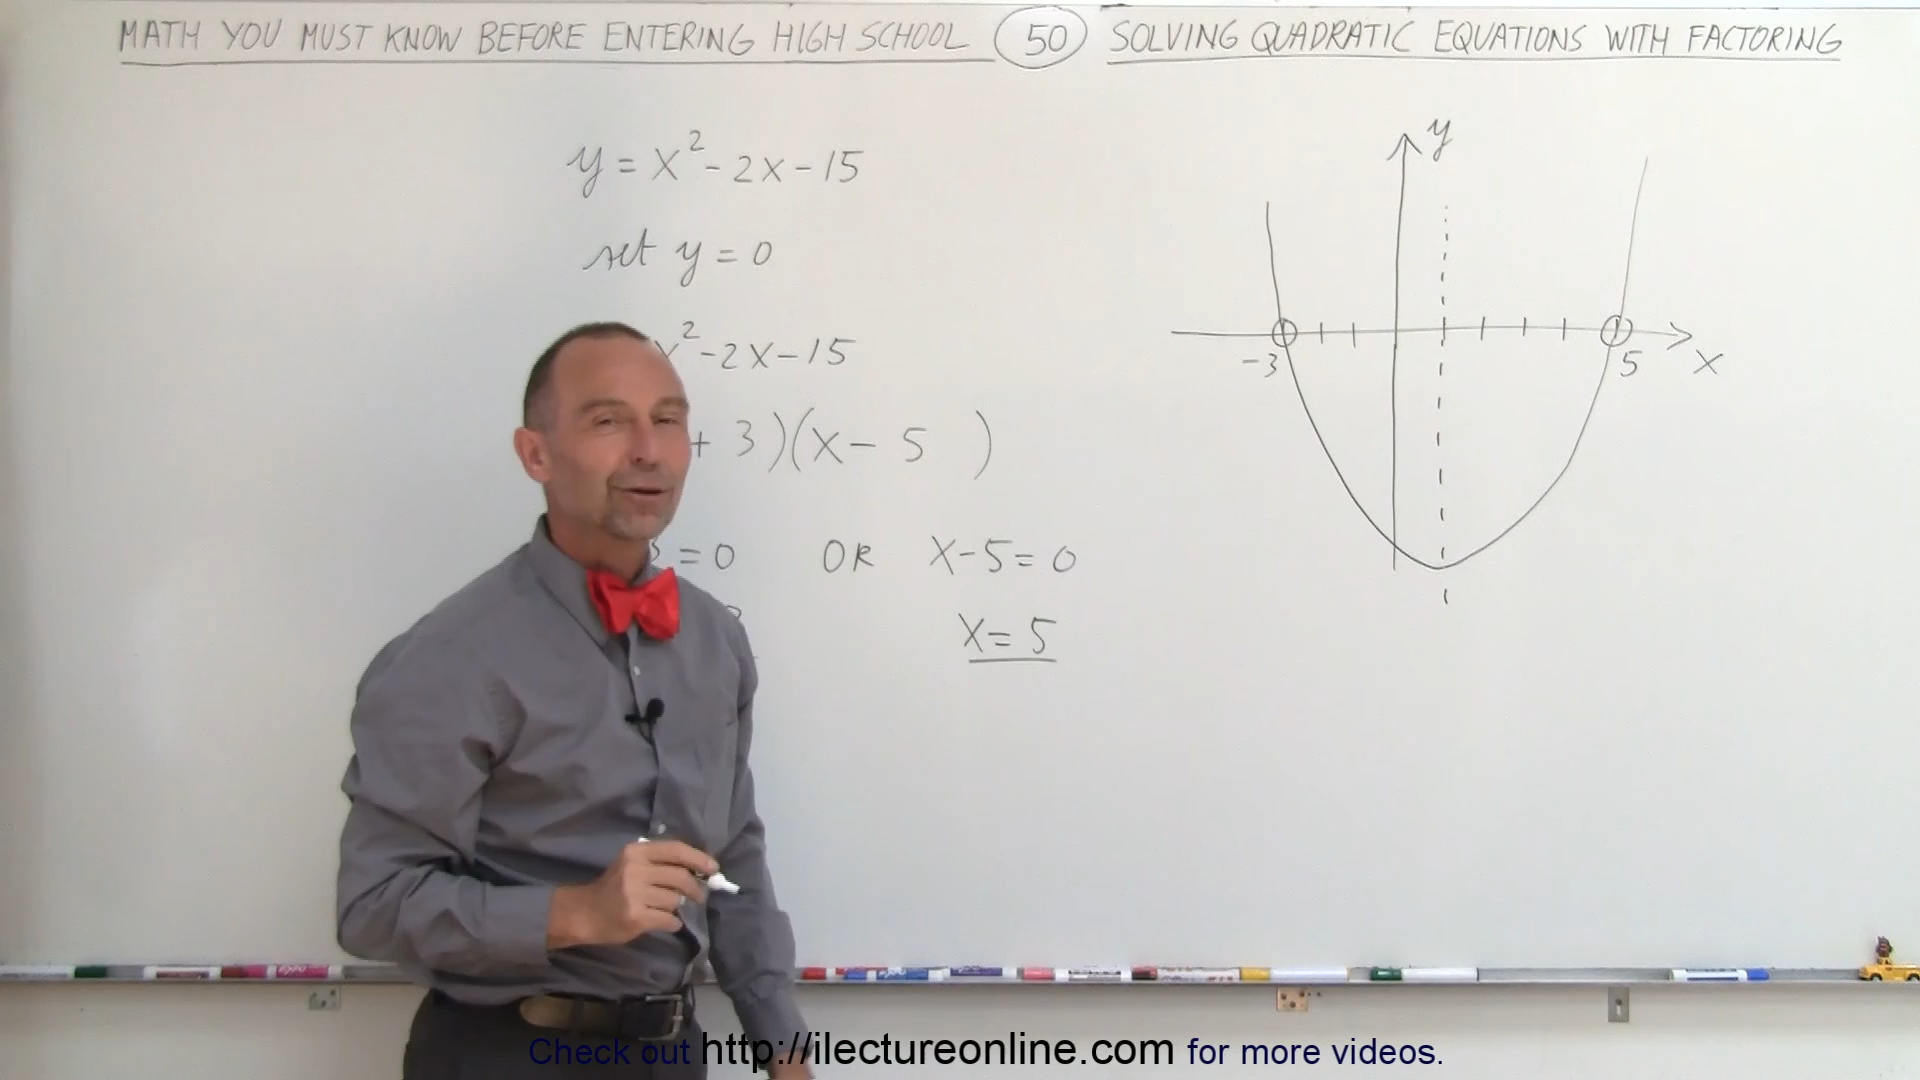 MATH YOU MUST KNOW BEFORE ENTERING HIGH SCHOOL 50 SOLVING QUADRATIC EQUATIONS WITH FACTORING
y = x² - 2x - 15
set y = 0
x² - 2x - 15
+ 3)(x - 5 )
3 = 0 OR x - 5 = 0
x = 5
y
-3
5
x
Check out http://ilectureonline.com for more videos.